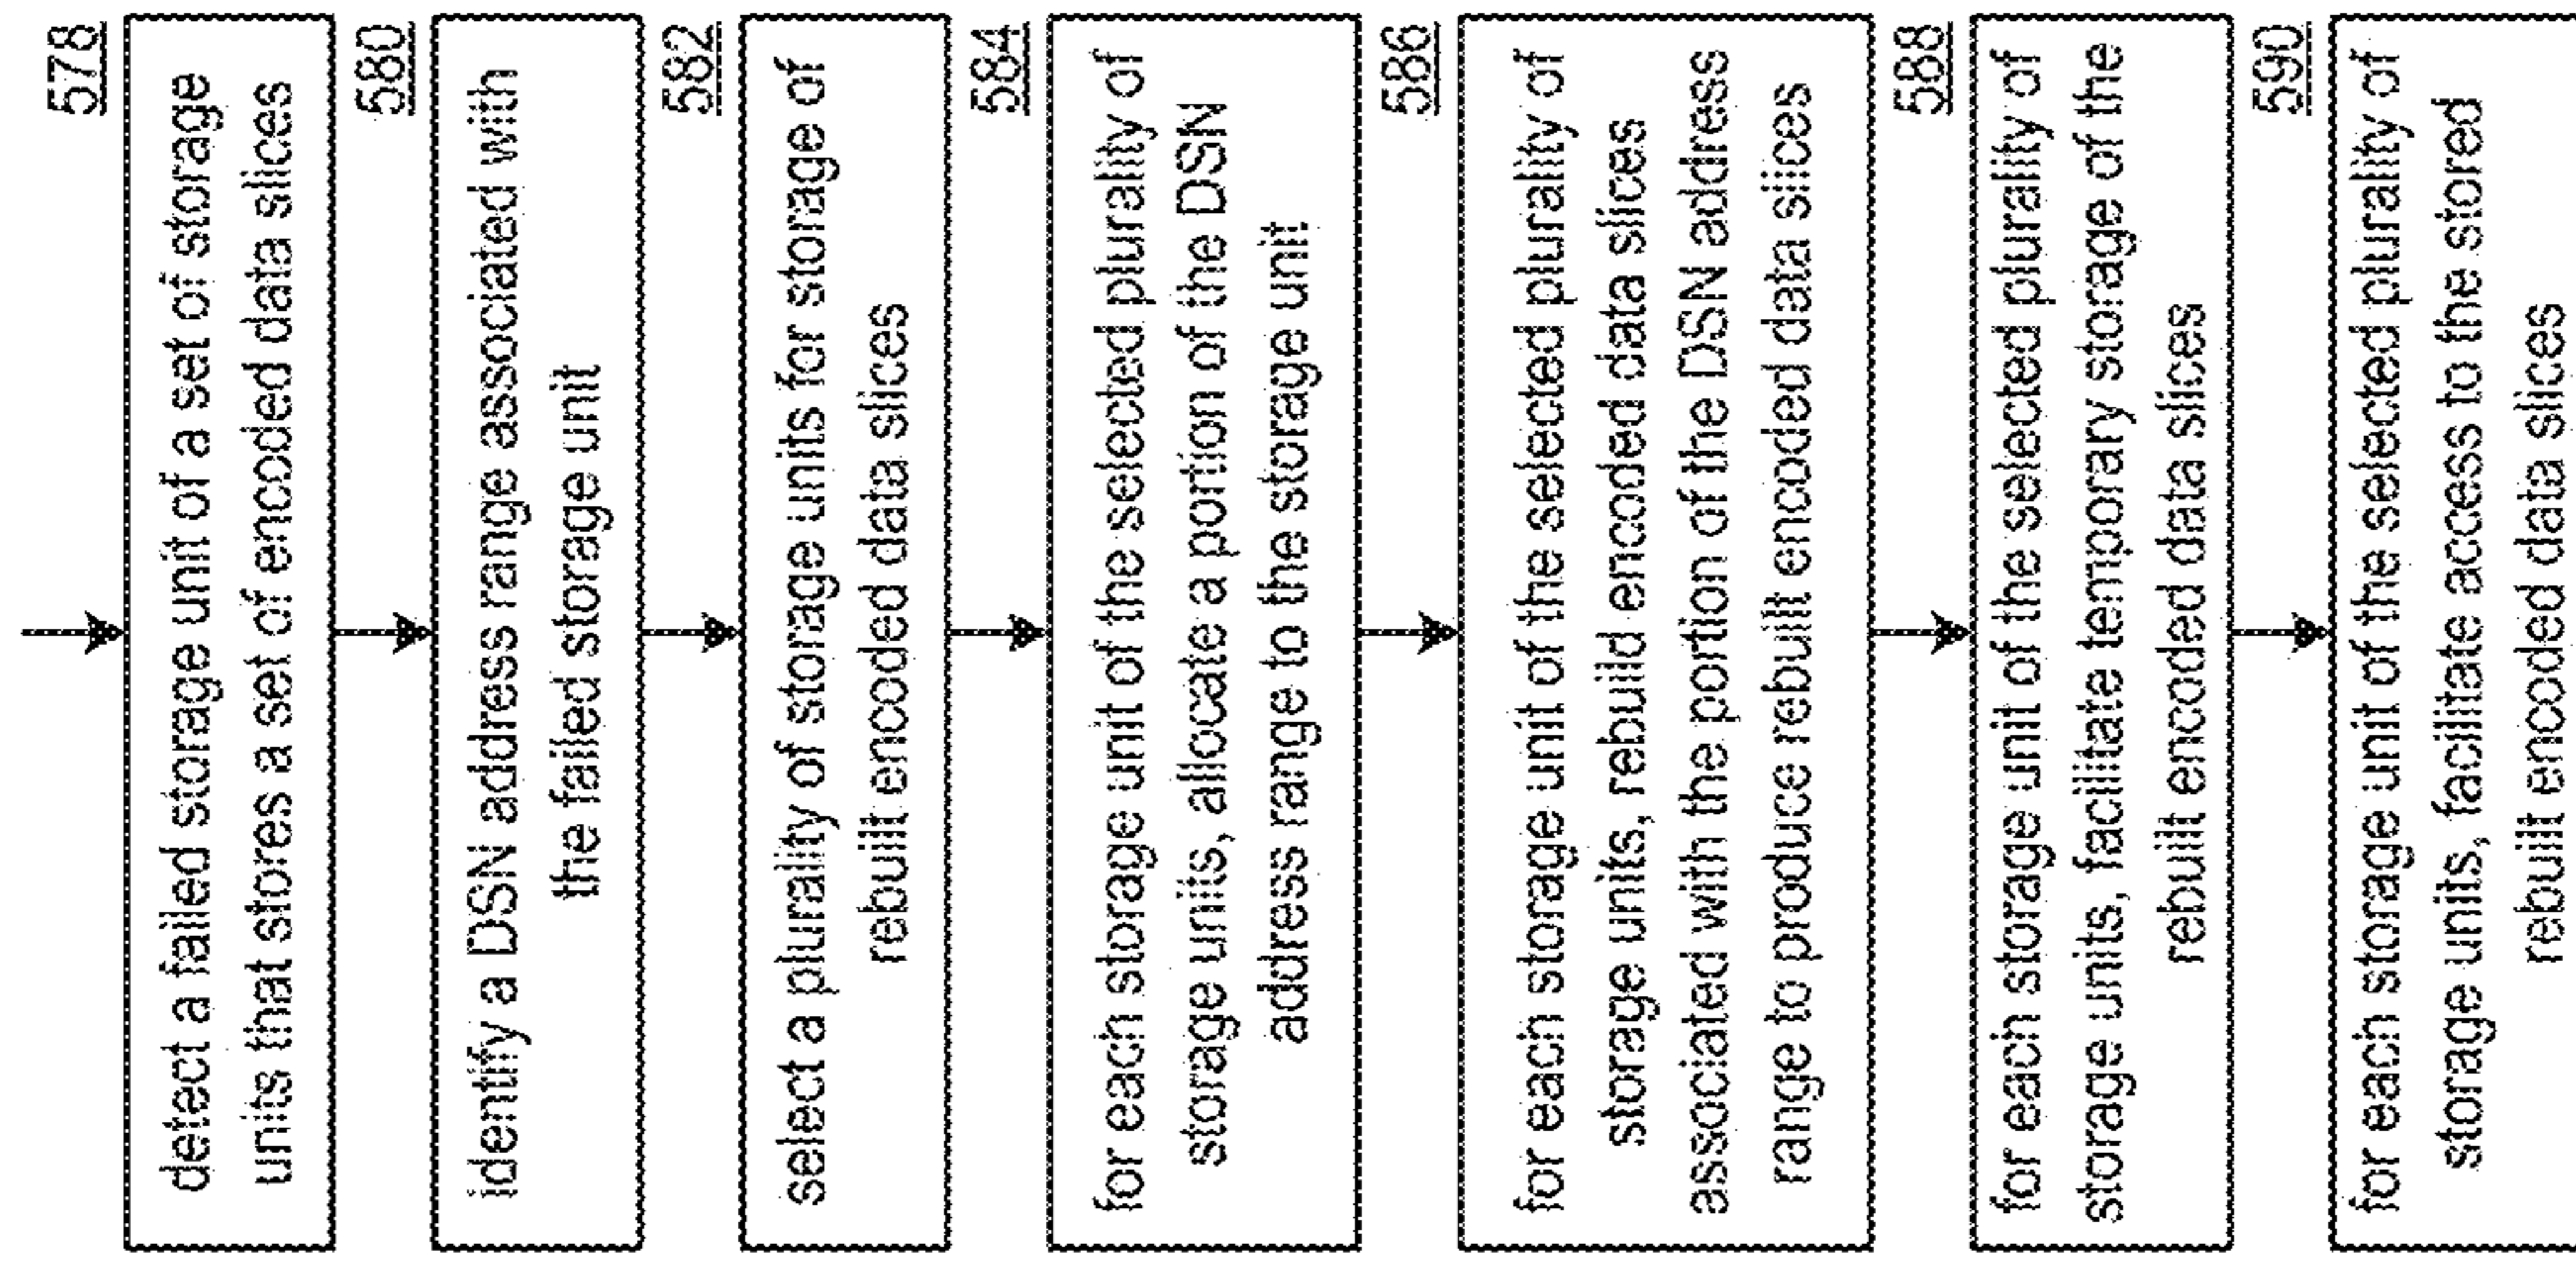 578
detect a failed storage unit of a set of storage
units that stores a set of encoded data slices
580
identify a DSN address range associated with
the failed storage unit
582
select a plurality of storage units for storage of
rebuilt encoded data slices
584
for each storage unit of the selected plurality of
storage units, allocate a portion of the DSN
address range to the storage unit
586
for each storage unit of the selected plurality of
storage units, rebuild encoded data slices
associated with the portion of the DSN address
range to produce rebuilt encoded data slices
588
for each storage unit of the selected plurality of
storage units, facilitate temporary storage of the
rebuilt encoded data slices
590
for each storage unit of the selected plurality of
storage units, facilitate access to the stored
rebuilt encoded data slices